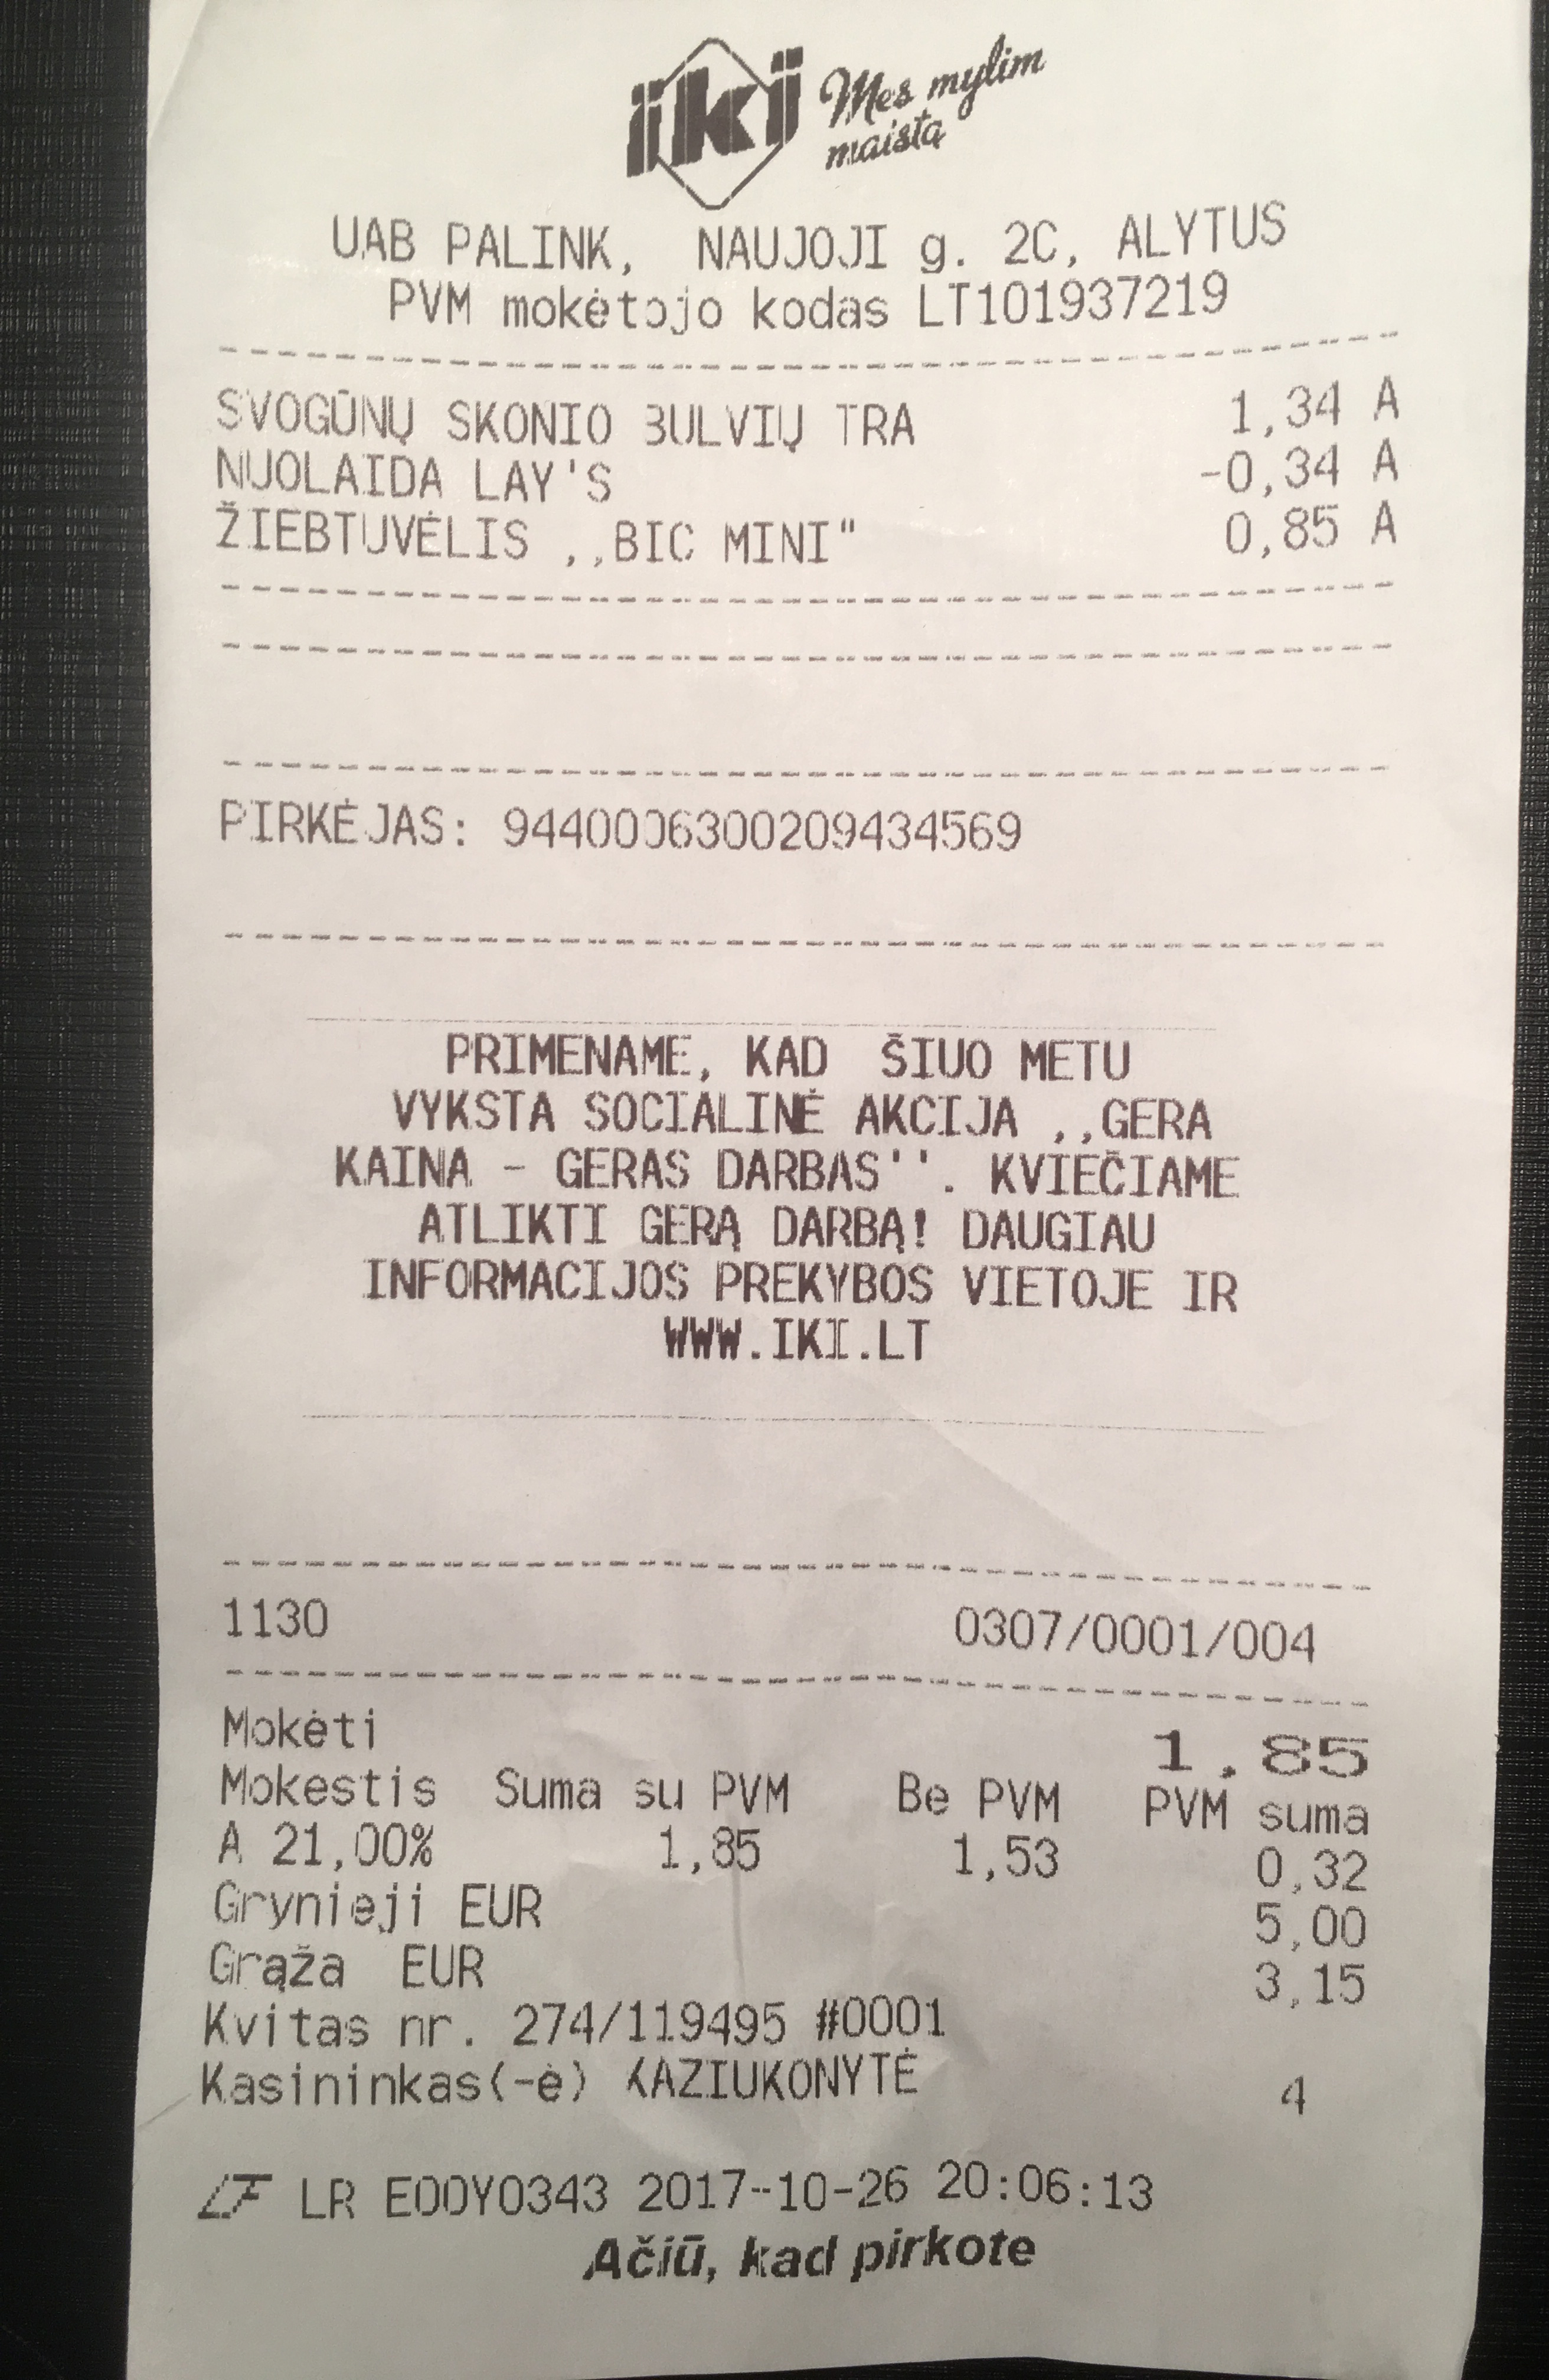 iki Mes mylim
maistą
UAB PALINK, NAUJOJI g. 2C, ALYTUS
PVM mokėtojo kodas LT101937219
SVOGŪNŲ SKONIO BULVIŲ TRA 1,34 A
NUOLAIDA LAY'S -0,34 A
ŽIEBTUVĖLIS ,,BIC MINI" 0,85 A
PIRKĖJAS: 9440006300209434569
PRIMENAME, KAD ŠIUO METU
VYKSTA SOCIALINĖ AKCIJA ,,GERA
KAINA - GERAS DARBAS''. KVIEČIAME
ATLIKTI GERĄ DARBĄ! DAUGIAU
INFORMACIJOS PREKYBOS VIETOJE IR
WWW.IKI.LT
1130 0307/0001/004
Mokėti 1.85
Mokestis Suma su PVM Be PVM PVM suma
A 21,00% 1,85 1,53 0,32
Grynieji EUR 5,00
Grąža EUR 3,15
Kvitas nr. 274/119495 #0001
Kasininkas(-ė) KAZIUKONYTĖ 4
LF LR E00Y0343 2017-10-26 20:06:13
Ačiū, kad pirkote